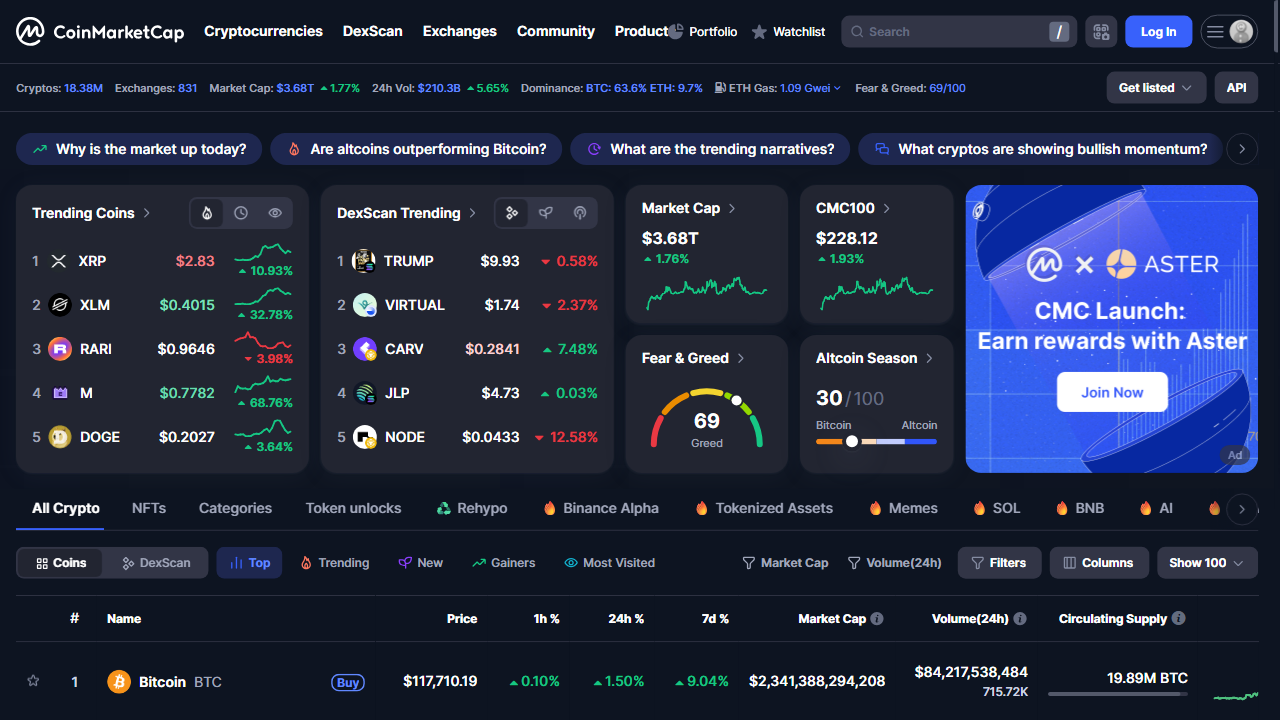 CoinMarketCap Cryptocurrencies DexScan Exchanges Community Product Portfolio Watchlist Search / Log In
Cryptos: 18.38M Exchanges: 831 Market Cap: $3.68T 1.77% 24h Vol: $210.3B 5.65% Dominance: BTC: 63.6% ETH: 9.7% ETH Gas: 1.09 Gwei Fear & Greed: 69/100 Get listed API
Why is the market up today? Are altcoins outperforming Bitcoin? What are the trending narratives? What cryptos are showing bullish momentum?
Trending Coins
1 XRP $2.83 10.93%
2 XLM $0.4015 32.78%
3 RARI $0.9646 3.98%
4 M $0.7782 68.76%
5 DOGE $0.2027 3.64%
DexScan Trending
1 TRUMP $9.93 0.58%
2 VIRTUAL $1.74 2.37%
3 CARV $0.2841 7.48%
4 JLP $4.73 0.03%
5 NODE $0.0433 12.58%
Market Cap
$3.68T
1.76%
CMC100
$228.12
1.93%
Fear & Greed
69
Greed
Altcoin Season
30/100
Bitcoin Altcoin
ASTER
CMC Launch:
Earn rewards with Aster
Join Now
Ad
All Crypto NFTs Categories Token unlocks Rehypo Binance Alpha Tokenized Assets Memes SOL BNB AI
Coins DexScan Top Trending New Gainers Most Visited Market Cap Volume(24h) Filters Columns Show 100
# Name Price 1h % 24h % 7d % Market Cap Volume(24h) Circulating Supply
1 Bitcoin BTC Buy $117,710.19 0.10% 1.50% 9.04% $2,341,388,294,208 $84,217,538,484 19.89M BTC
715.72K